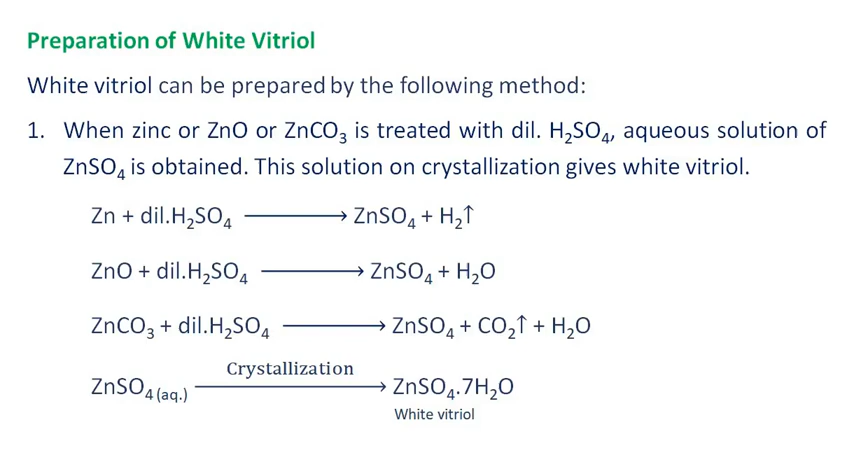 Preparation of White Vitriol
White vitriol can be prepared by the following method:
1. When zinc or ZnO or ZnCO₃ is treated with dil. H₂SO₄, aqueous solution of
ZnSO₄ is obtained. This solution on crystallization gives white vitriol.
Zn + dil.H₂SO₄ ⟶ ZnSO₄ + H₂↑
ZnO + dil.H₂SO₄ ⟶ ZnSO₄ + H₂O
ZnCO₃ + dil.H₂SO₄ ⟶ ZnSO₄ + CO₂↑ + H₂O
Crystallization
ZnSO₄ (aq.) ⟶ ZnSO₄.7H₂O
White vitriol